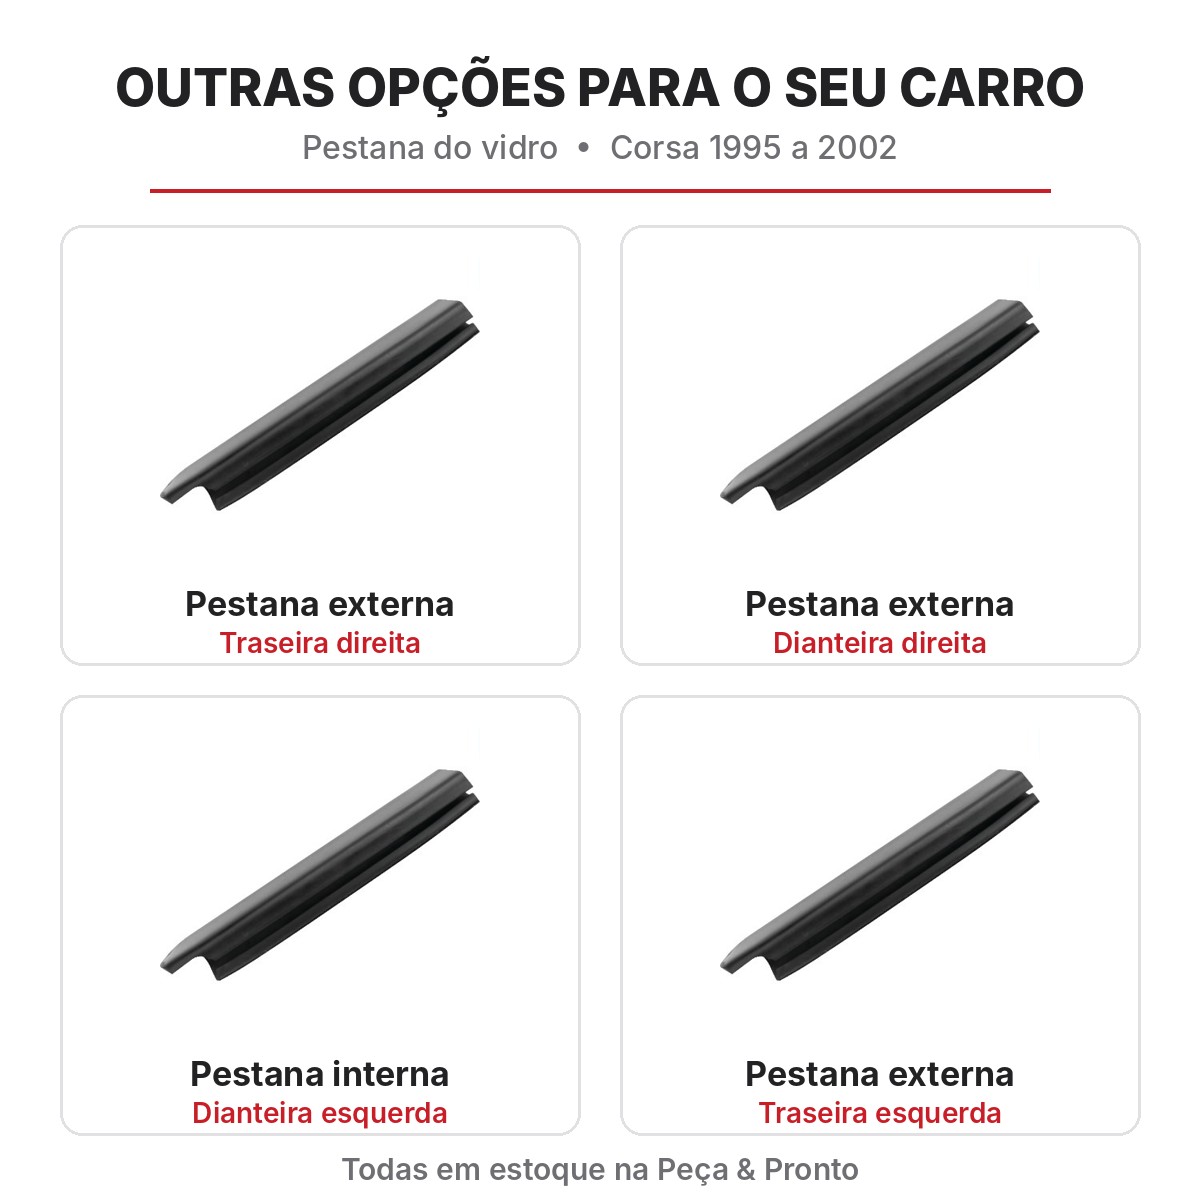 OUTRAS OPÇÕES PARA O SEU CARRO
Pestana do vidro • Corsa 1995 a 2002
Pestana externa
Traseira direita
Pestana externa
Dianteira direita
Pestana interna
Dianteira esquerda
Pestana externa
Traseira esquerda
Todas em estoque na Peça & Pronto